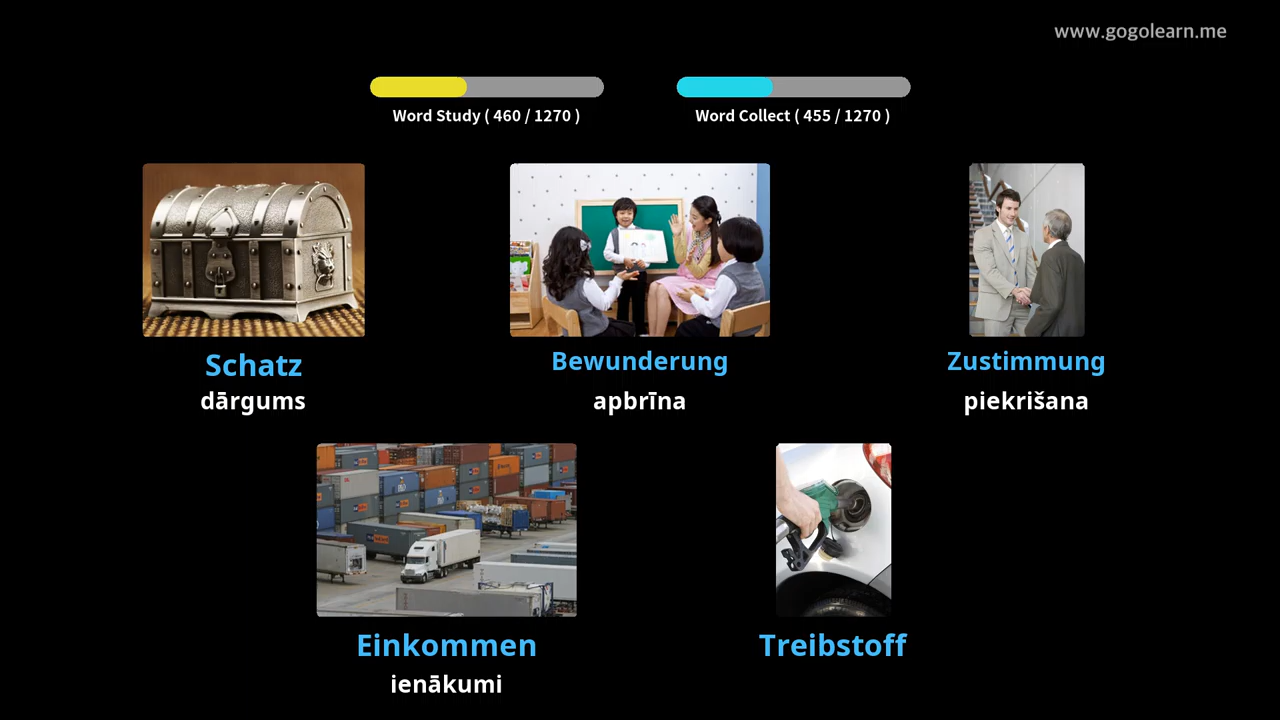 www.gogolearn.me
Word Study ( 460 / 1270 )
Word Collect ( 455 / 1270 )
Schatz
dārgums
Bewunderung
apbrīna
Zustimmung
piekrišana
Einkommen
ienākumi
Treibstoff